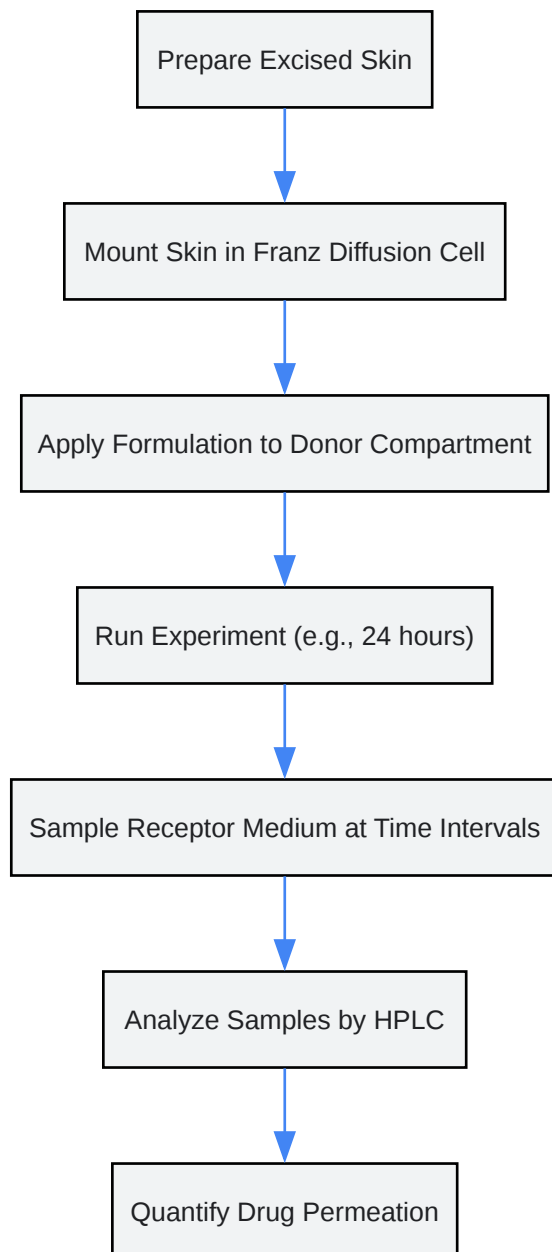 Prepare Excised Skin
Mount Skin in Franz Diffusion Cell
Apply Formulation to Donor Compartment
Run Experiment (e.g., 24 hours)
Sample Receptor Medium at Time Intervals
Analyze Samples by HPLC
Quantify Drug Permeation